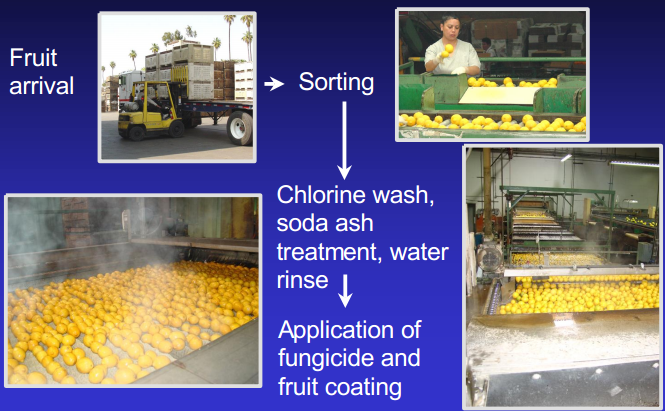 Fruit
arrival
Sorting
Chlorine wash,
soda ash
treatment, water
rinse
Application of
fungicide and
fruit coating